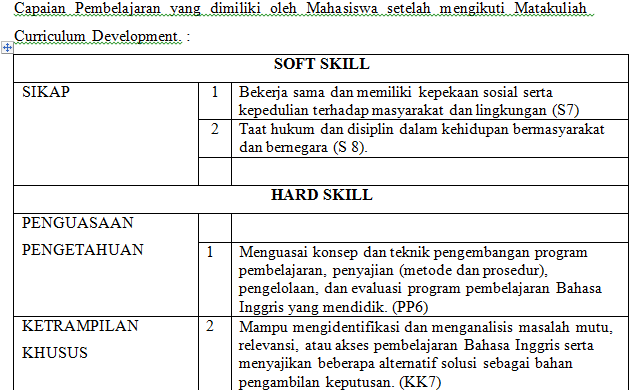 Capaian Pembelajaran yang dimiliki oleh Mahasiswa setelah mengikuti Matakuliah
Curriculum Development. :
SOFT SKILL
SIKAP
1 Bekerja sama dan memiliki kepekaan sosial serta
kepedulian terhadap masyarakat dan lingkungan (S7)
2 Taat hukum dan disiplin dalam kehidupan bermasyarakat
dan bernegara (S 8).
HARD SKILL
PENGUASAAN
PENGETAHUAN
1 Menguasai konsep dan teknik pengembangan program
pembelajaran, penyajian (metode dan prosedur),
pengelolaan, dan evaluasi program pembelajaran Bahasa
Inggris yang mendidik. (PP6)
KETRAMPILAN
KHUSUS
2 Mampu mengidentifikasi dan menganalisis masalah mutu,
relevansi, atau akses pembelajaran Bahasa Inggris serta
menyajikan beberapa alternatif solusi sebagai bahan
pengambilan keputusan. (KK7)